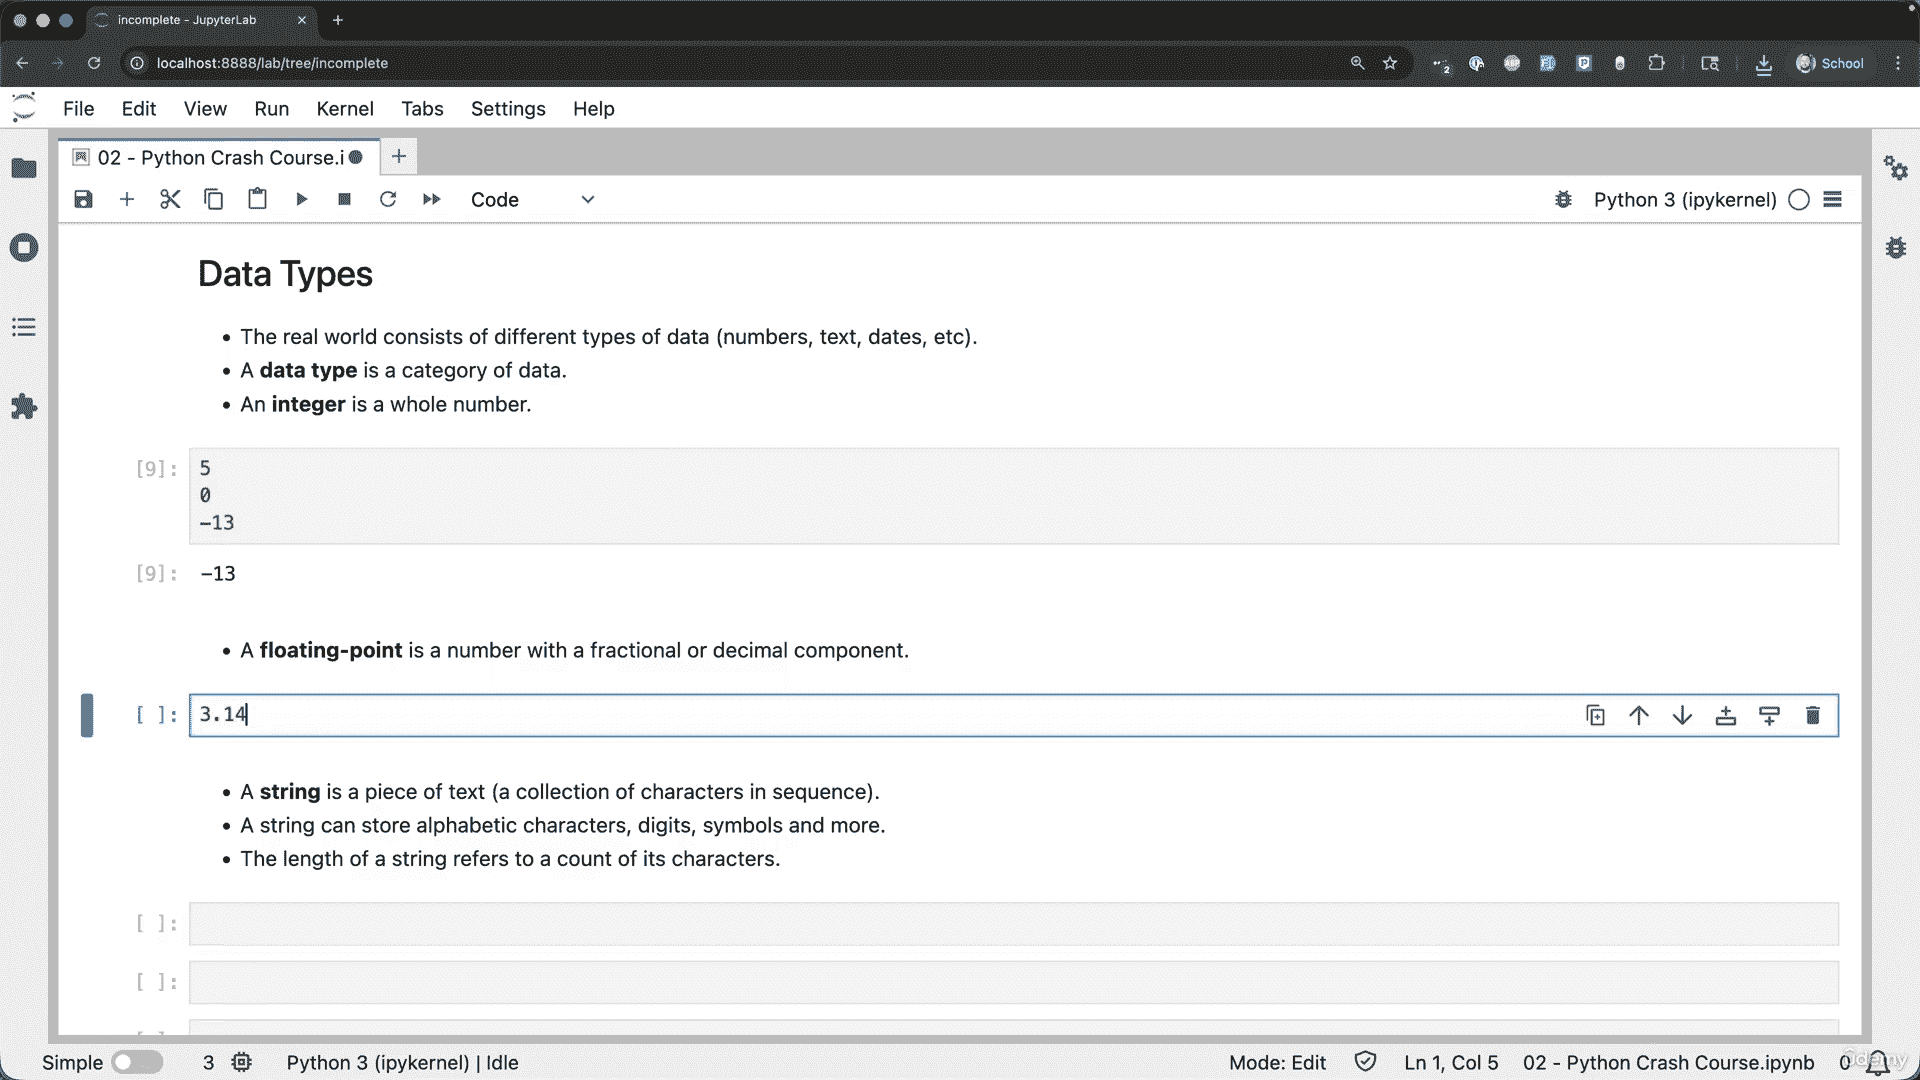 incomplete - JupyterLab
localhost:8888/lab/tree/incomplete
2
School
File Edit View Run Kernel Tabs Settings Help
02 - Python Crash Course.i
Code
Python 3 (ipykernel)
Data Types
• The real world consists of different types of data (numbers, text, dates, etc).
• A data type is a category of data.
• An integer is a whole number.
[9]: 5
0
-13
[9]: -13
• A floating-point is a number with a fractional or decimal component.
[ ]: 3.14
• A string is a piece of text (a collection of characters in sequence).
• A string can store alphabetic characters, digits, symbols and more.
• The length of a string refers to a count of its characters.
[ ]:
[ ]:
Simple 3 Python 3 (ipykernel) | Idle Mode: Edit Ln 1, Col 5 02 - Python Crash Course.ipynb 0
Udemy